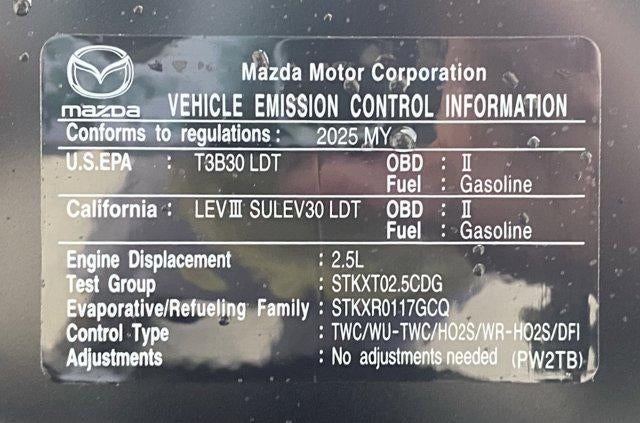 Mazda Motor Corporation
mazda VEHICLE EMISSION CONTROL INFORMATION
Conforms to regulations : 2025 MY
U.S.EPA : T3B30 LDT OBD : II
Fuel : Gasoline
California : LEVIII SULEV30 LDT OBD : II
Fuel : Gasoline
Engine Displacement : 2.5L
Test Group : STKXT02.5CDG
Evaporative/Refueling Family : STKXR0117GCQ
Control Type : TWC/WU-TWC/HO2S/WR-HO2S/DFI
Adjustments : No adjustments needed (PW2TB)